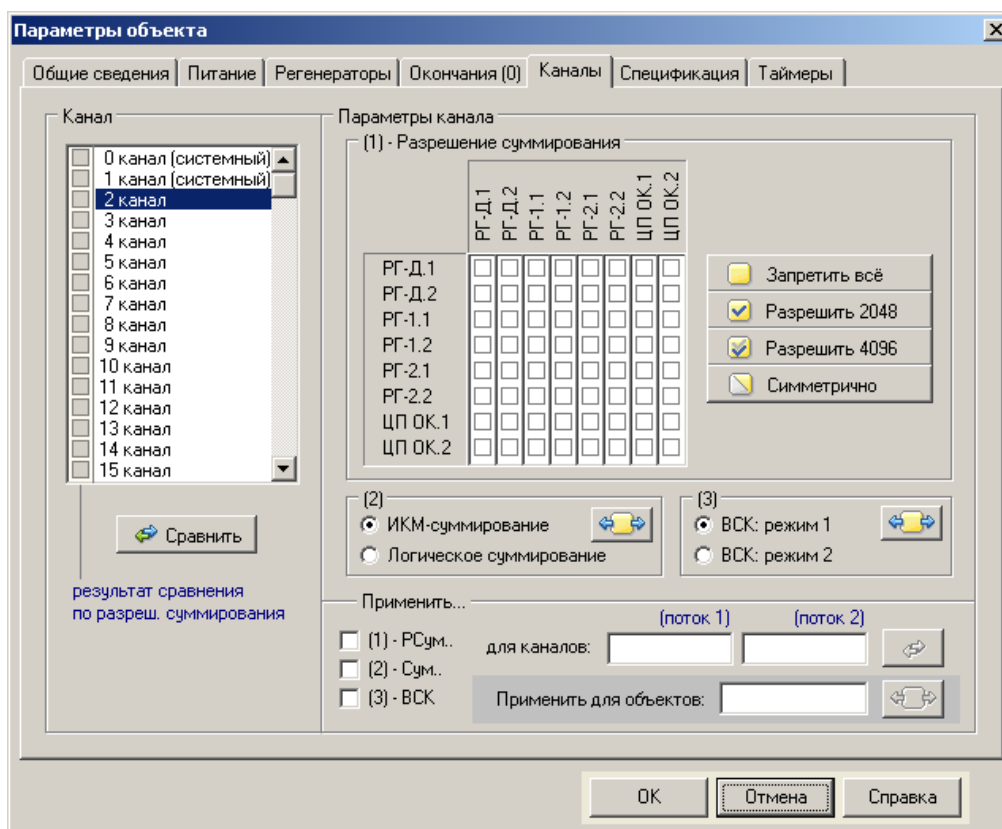 Параметры объекта
Общие сведения Питание Регенераторы Окончания (0) Каналы Спецификация Таймеры
Канал
0 канал (системный)
1 канал (системный)
2 канал
3 канал
4 канал
5 канал
6 канал
7 канал
8 канал
9 канал
10 канал
11 канал
12 канал
13 канал
14 канал
15 канал
Сравнить
результат сравнения
по разреш. суммирования
Параметры канала
(1) - Разрешение суммирования
РГ-Д.1
РГ-Д.2
РГ-1.1
РГ-1.2
РГ-2.1
РГ-2.2
ЦП ОК.1
ЦП ОК.2
РГ-Д.1
РГ-Д.2
РГ-1.1
РГ-1.2
РГ-2.1
РГ-2.2
ЦП ОК.1
ЦП ОК.2
Запретить всё
Разрешить 2048
Разрешить 4096
Симметрично
(2)
ИКМ-суммирование
Логическое суммирование
(3)
ВСК: режим 1
ВСК: режим 2
Применить...
(1) - РСум..
(2) - Сум..
(3) - ВСК
(поток 1) (поток 2)
для каналов:
Применить для объектов:
ОК Отмена Справка